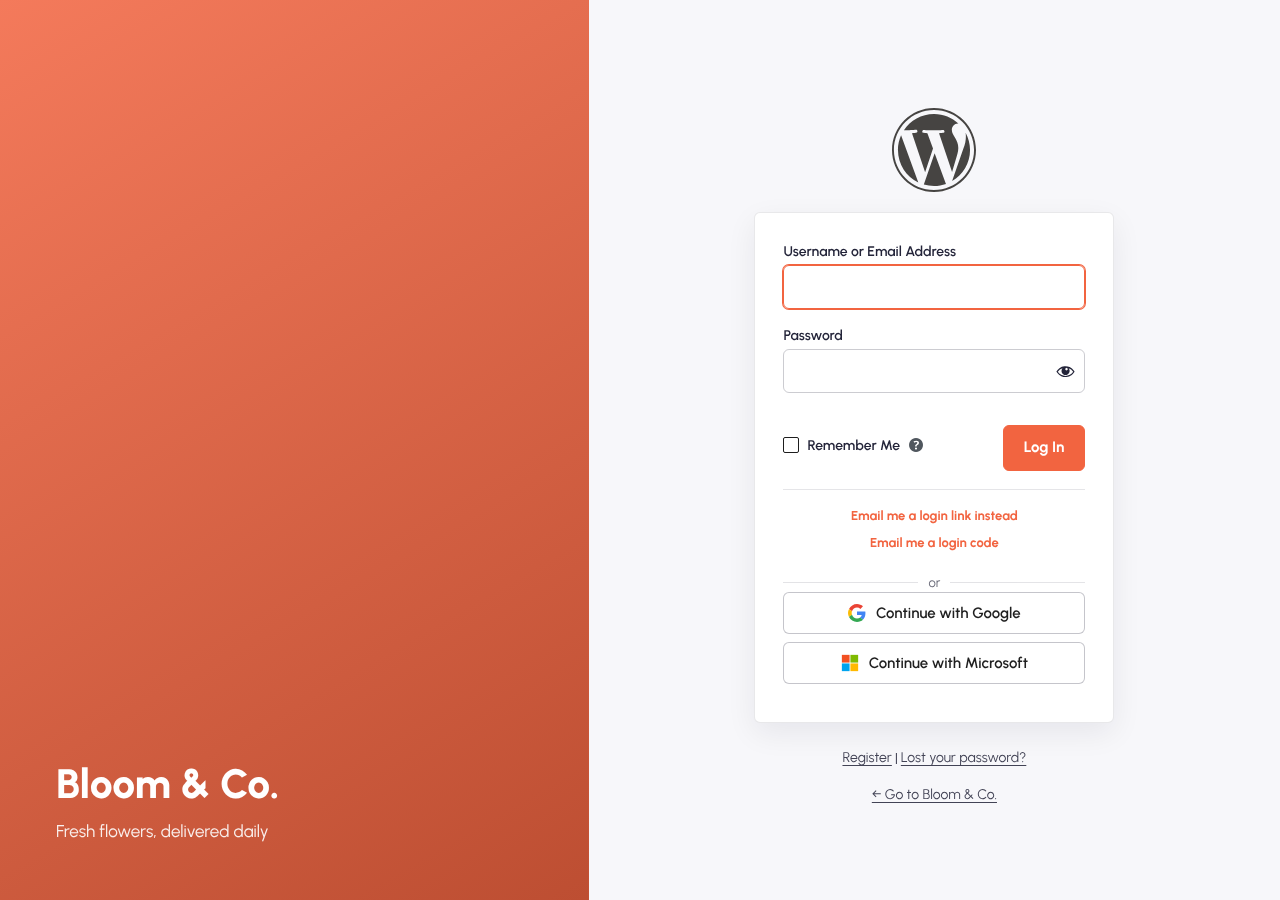 Bloom & Co.
Fresh flowers, delivered daily
Username or Email Address
Password
Remember Me ?
Log In
Email me a login link instead
Email me a login code
or
Continue with Google
Continue with Microsoft
Register | Lost your password?
← Go to Bloom & Co.